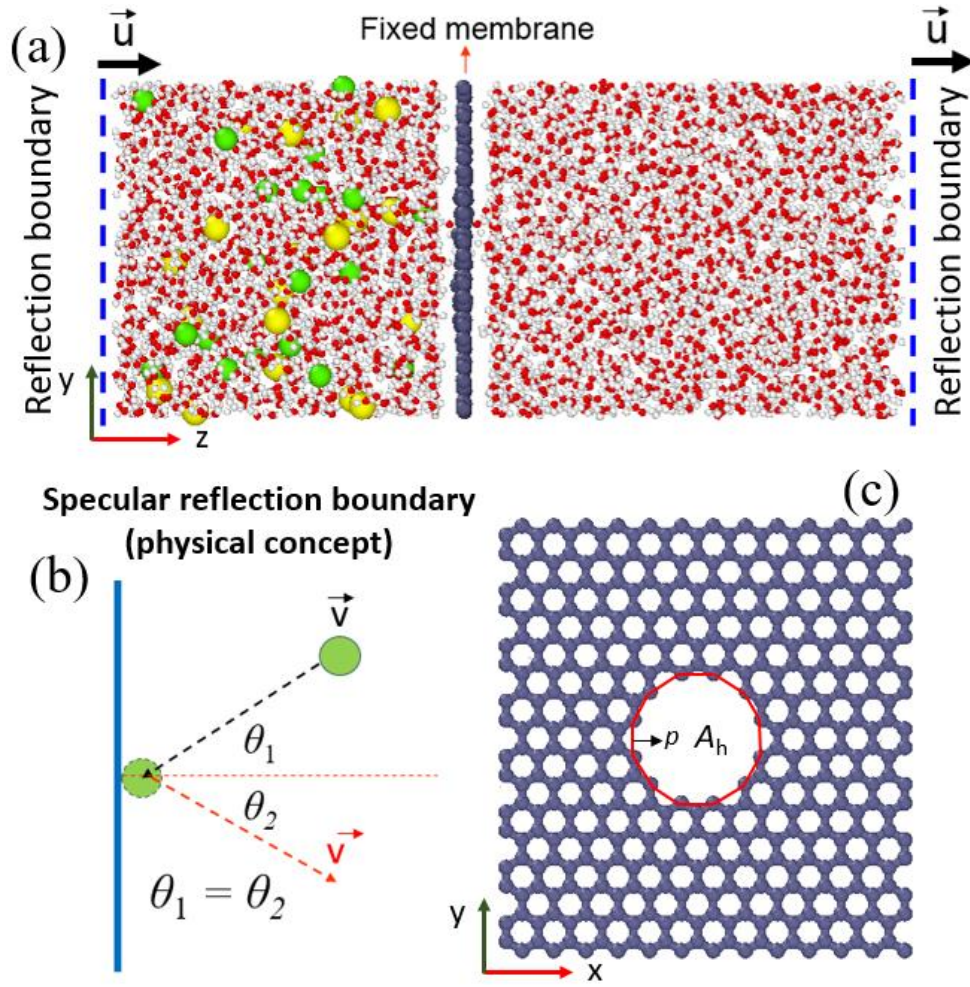 (a)
u
u
Fixed membrane
Reflection boundary
Reflection boundary
y
z
Specular reflection boundary
(physical concept)
(b)
v
θ1
θ2
v
θ1 = θ2
(c)
p Ah
y
x